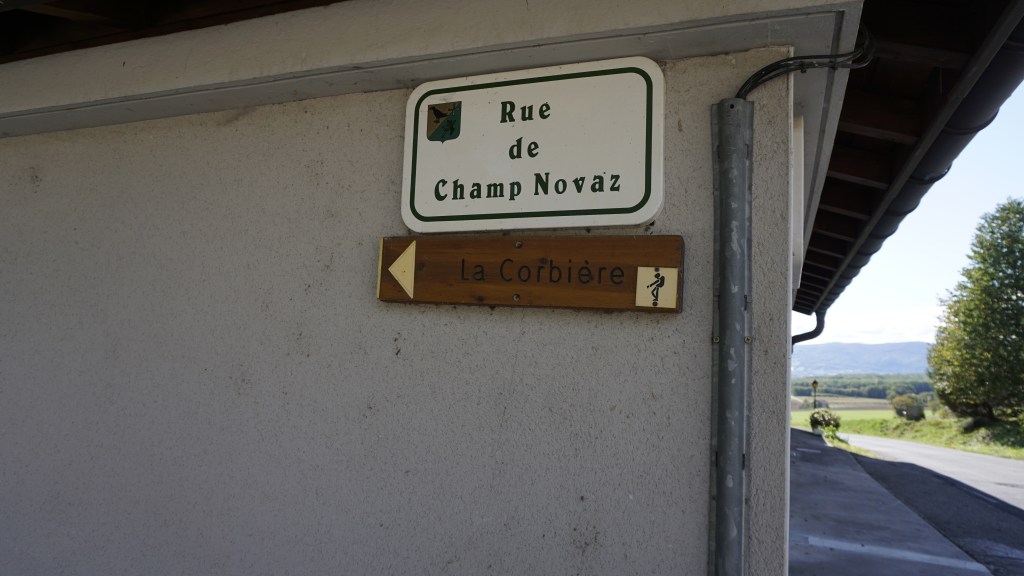 Rue
de
Champ Novaz
La Corbière